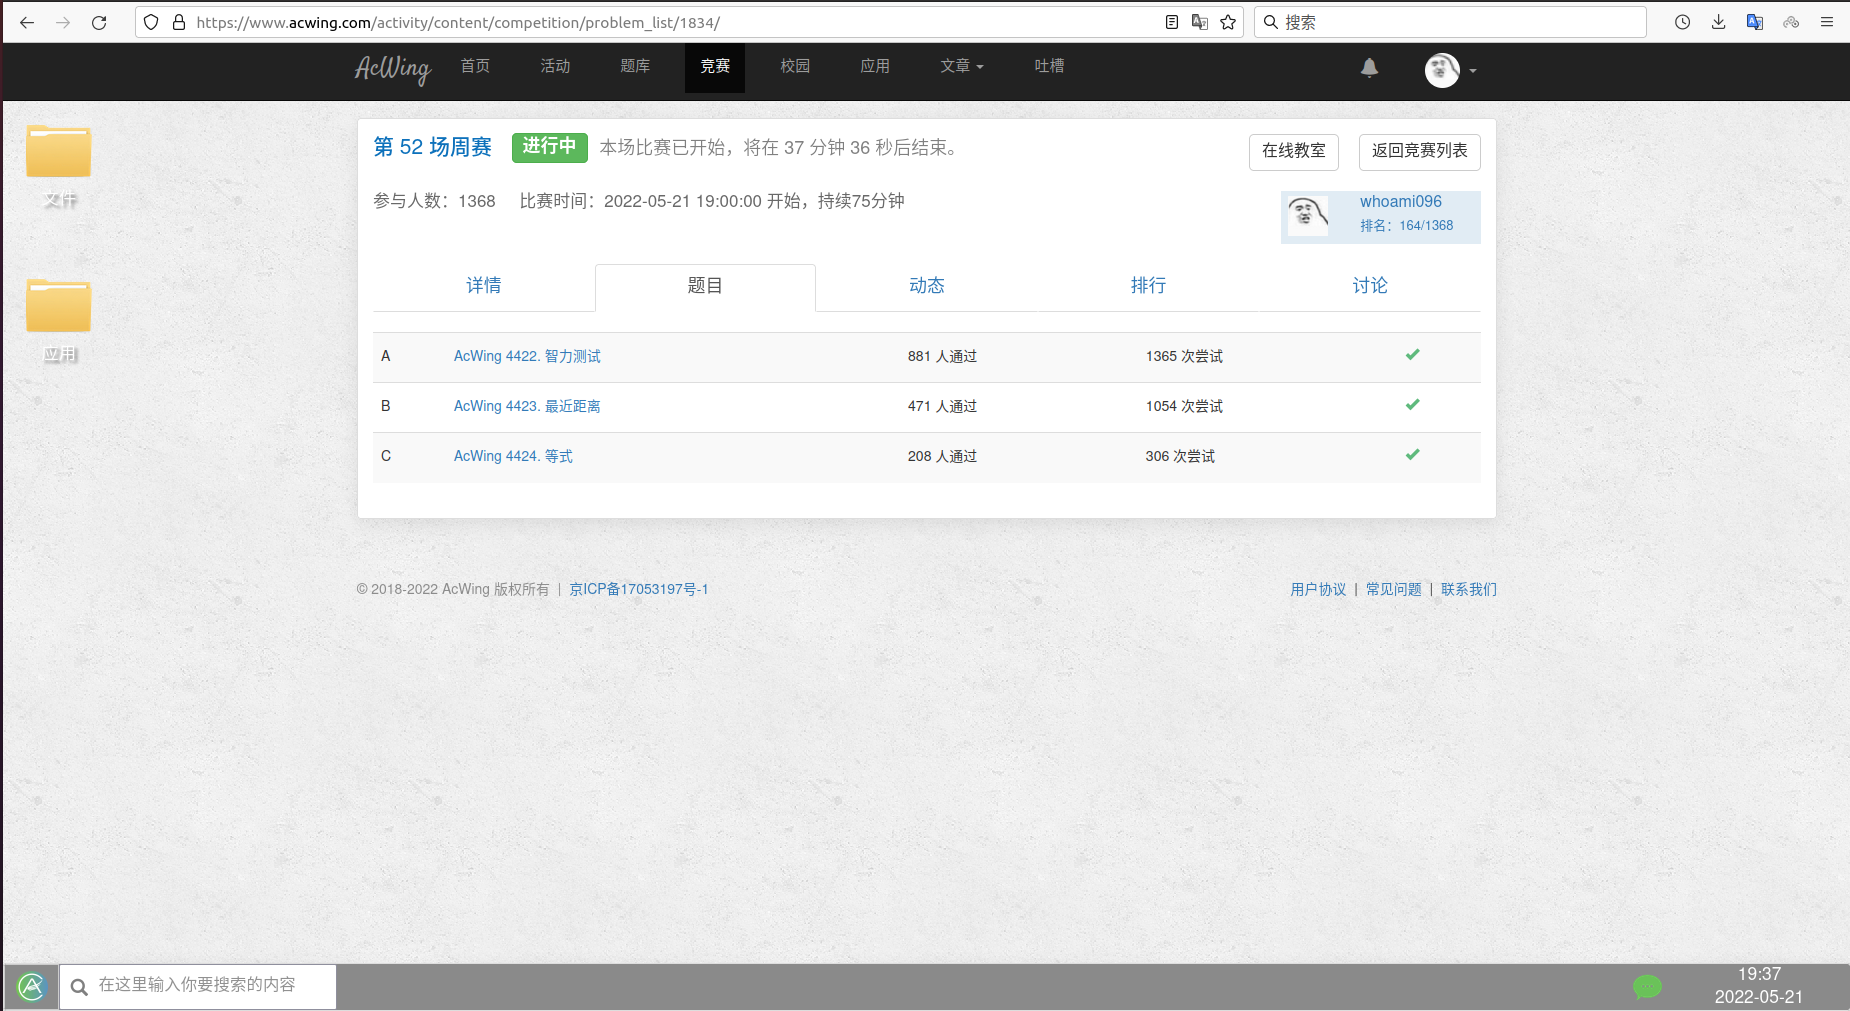 https://www.acwing.com/activity/content/competition/problem_list/1834/
搜索
AcWing 首页 活动 题库 竞赛 校园 应用 文章 吐槽
文件
应用
第 52 场周赛 进行中 本场比赛已开始，将在 37 分钟 36 秒后结束。 在线教室 返回竞赛列表
参与人数：1368 比赛时间：2022-05-21 19:00:00 开始，持续75分钟
whoami096
排名：164/1368
详情 题目 动态 排行 讨论
A AcWing 4422. 智力测试 881 人通过 1365 次尝试
B AcWing 4423. 最近距离 471 人通过 1054 次尝试
C AcWing 4424. 等式 208 人通过 306 次尝试
© 2018-2022 AcWing 版权所有 | 京ICP备17053197号-1
用户协议 | 常见问题 | 联系我们
在这里输入你要搜索的内容
19:37
2022-05-21